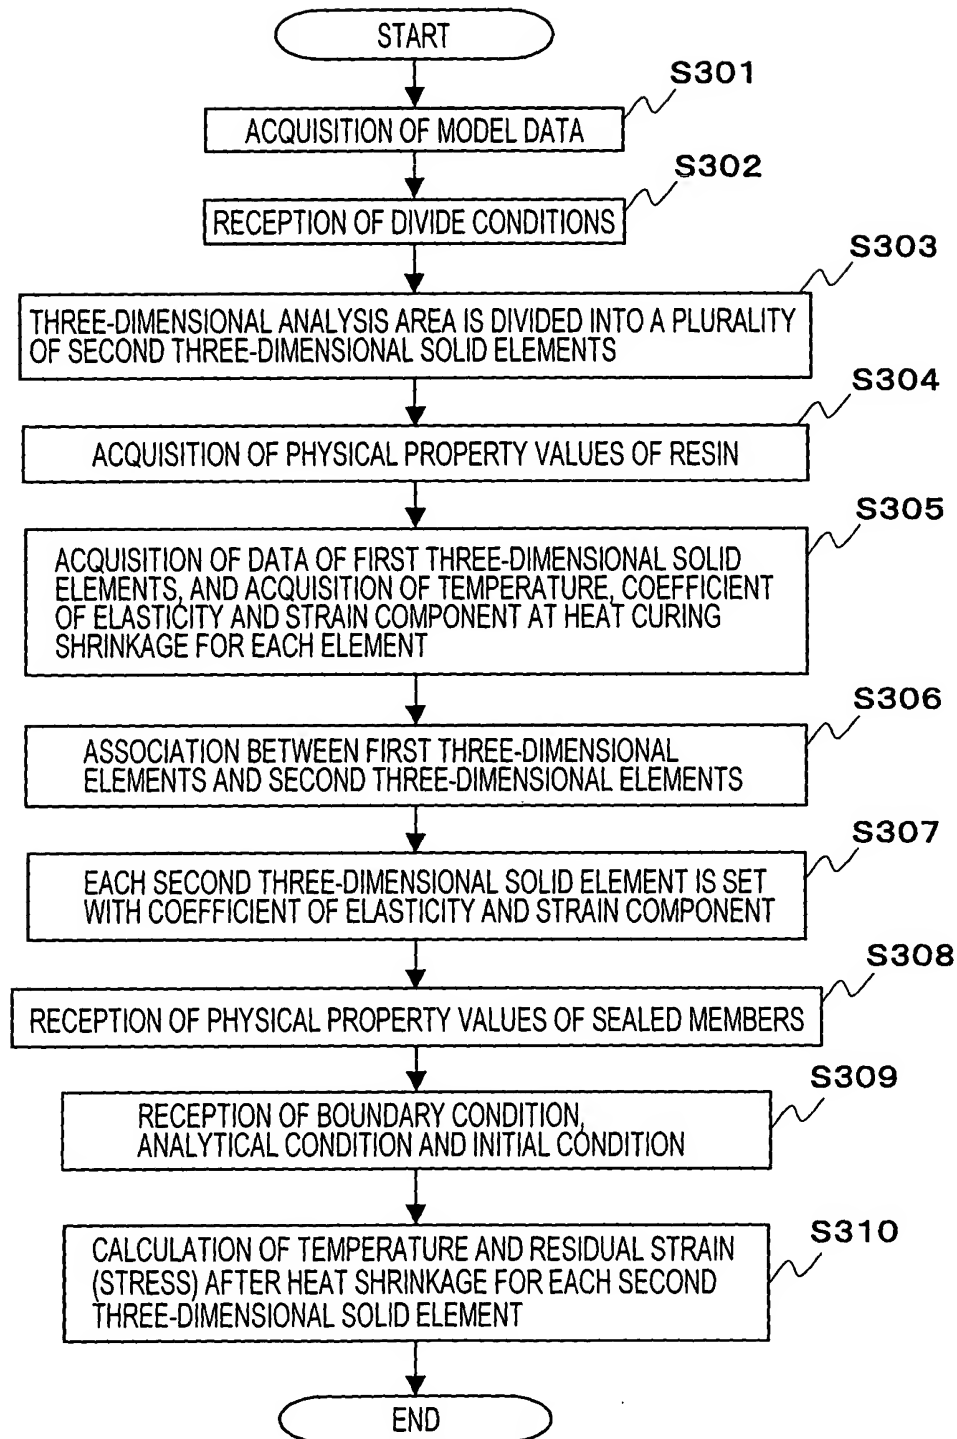 START
S301
ACQUISITION OF MODEL DATA
S302
RECEPTION OF DIVIDE CONDITIONS
S303
THREE-DIMENSIONAL ANALYSIS AREA IS DIVIDED INTO A PLURALITY
OF SECOND THREE-DIMENSIONAL SOLID ELEMENTS
S304
ACQUISITION OF PHYSICAL PROPERTY VALUES OF RESIN
S305
ACQUISITION OF DATA OF FIRST THREE-DIMENSIONAL SOLID
ELEMENTS, AND ACQUISITION OF TEMPERATURE, COEFFICIENT
OF ELASTICITY AND STRAIN COMPONENT AT HEAT CURING
SHRINKAGE FOR EACH ELEMENT
S306
ASSOCIATION BETWEEN FIRST THREE-DIMENSIONAL
ELEMENTS AND SECOND THREE-DIMENSIONAL ELEMENTS
S307
EACH SECOND THREE-DIMENSIONAL SOLID ELEMENT IS SET
WITH COEFFICIENT OF ELASTICITY AND STRAIN COMPONENT
S308
RECEPTION OF PHYSICAL PROPERTY VALUES OF SEALED MEMBERS
S309
RECEPTION OF BOUNDARY CONDITION,
ANALYTICAL CONDITION AND INITIAL CONDITION
S310
CALCULATION OF TEMPERATURE AND RESIDUAL STRAIN
(STRESS) AFTER HEAT SHRINKAGE FOR EACH SECOND
THREE-DIMENSIONAL SOLID ELEMENT
END